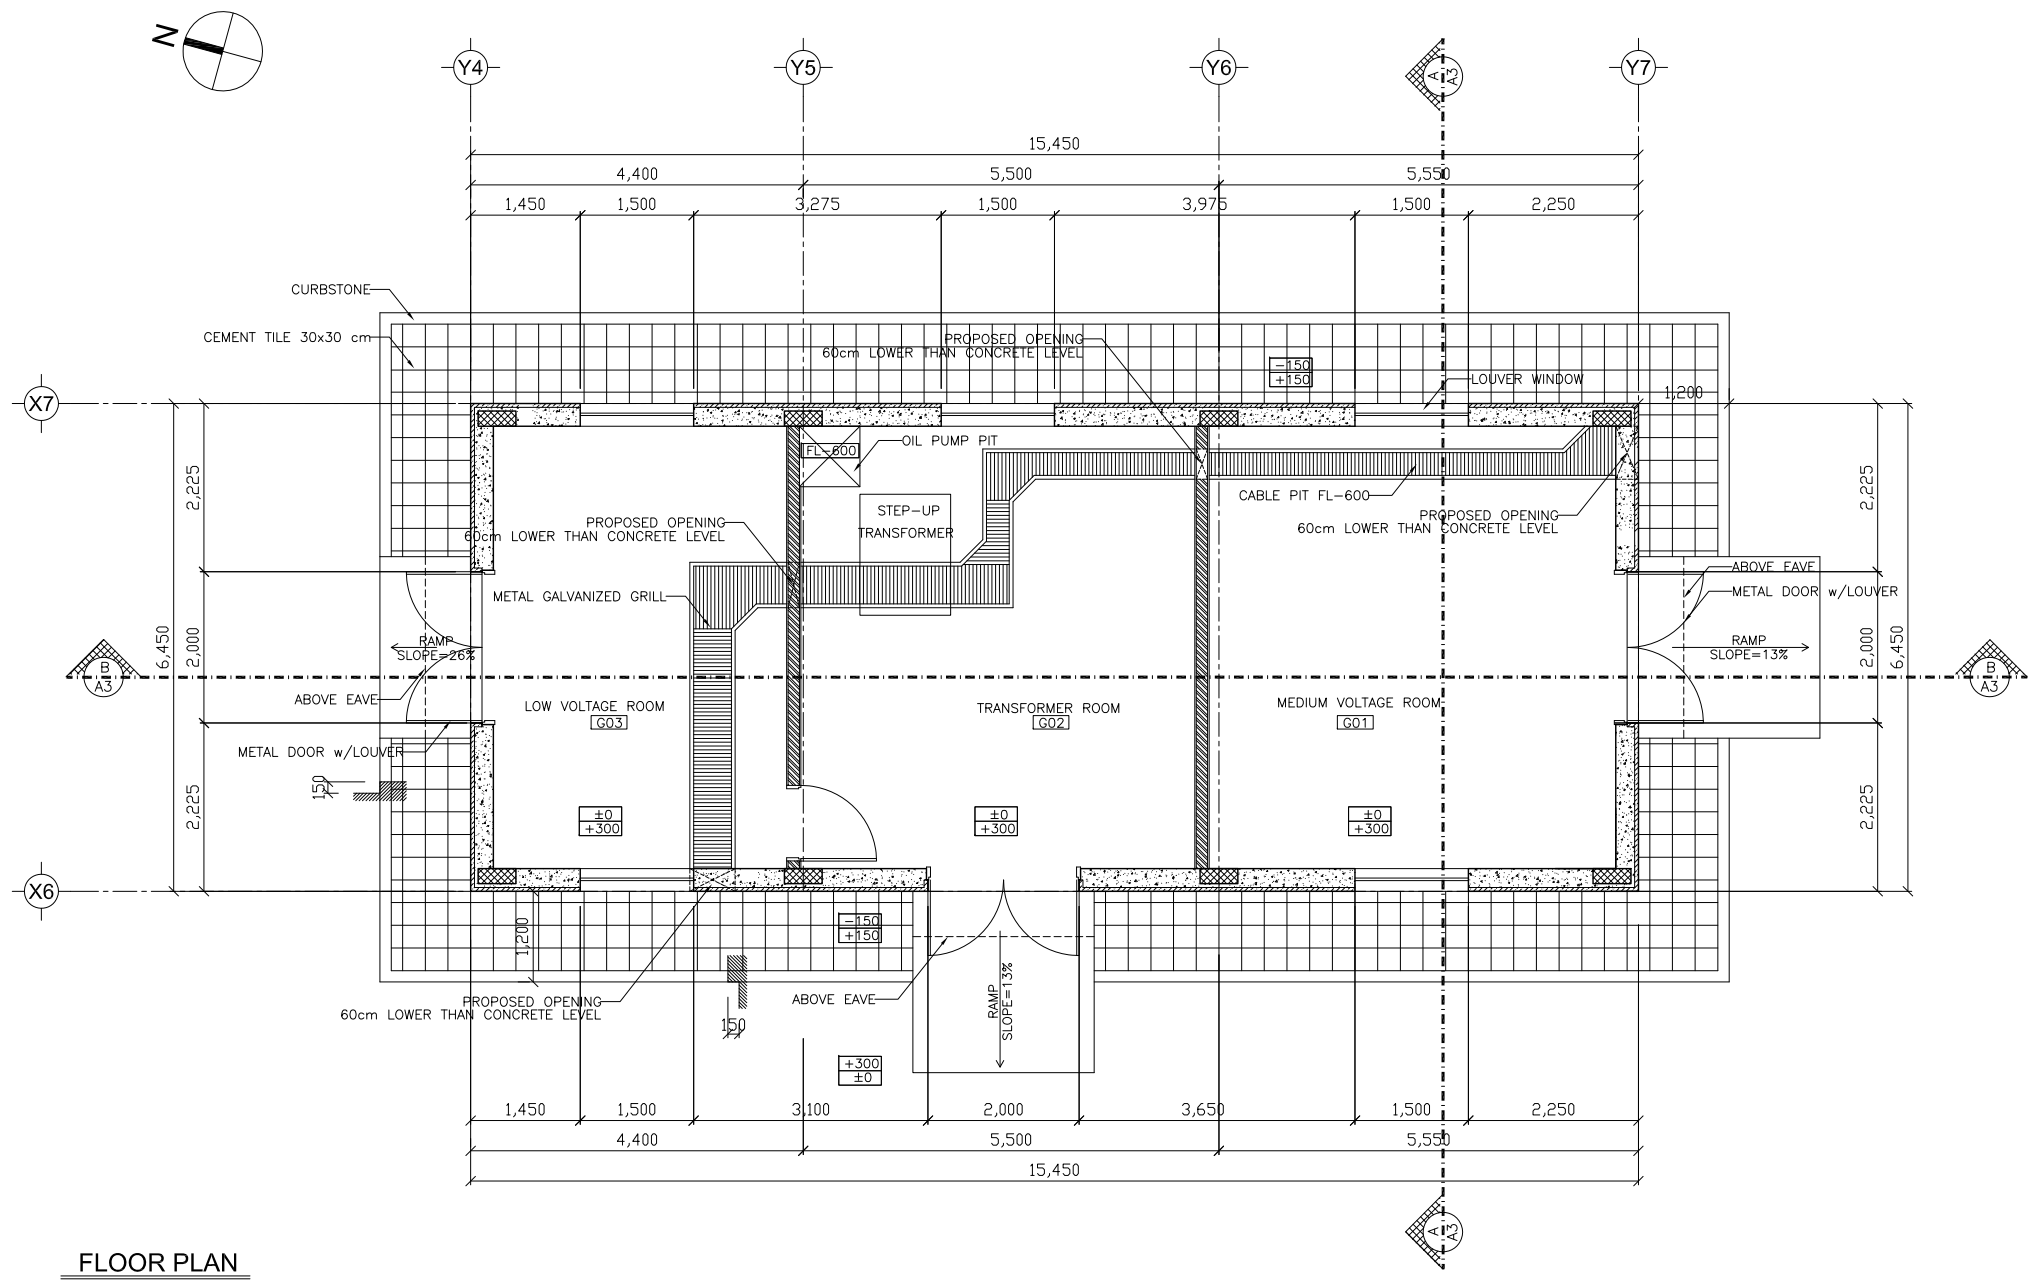 N
Y4
Y5
Y6
A
A3
Y7
15,450
4,400
5,500
5,550
1,450
1,500
3,275
1,500
3,975
1,500
2,250
CURBSTONE
CEMENT TILE 30x30 cm
PROPOSED OPENING
60cm LOWER THAN CONCRETE LEVEL
-150
+150
LOUVER WINDOW
1,200
X7
OIL PUMP PIT
FL-600
2,225
2,225
CABLE PIT FL-600
STEP-UP
TRANSFORMER
PROPOSED OPENING
60cm LOWER THAN CONCRETE LEVEL
PROPOSED OPENING
60cm LOWER THAN CONCRETE LEVEL
ABOVE EAVE
METAL DOOR w/LOUVER
METAL GALVANIZED GRILL
6,450
2,000
RAMP
SLOPE=26%
RAMP
SLOPE=13%
2,000
6,450
B
A3
B
A3
ABOVE EAVE
LOW VOLTAGE ROOM
G03
TRANSFORMER ROOM
G02
MEDIUM VOLTAGE ROOM
G01
METAL DOOR w/LOUVER
150
2,225
±0
+300
±0
+300
±0
+300
2,225
X6
-150
+150
1,200
PROPOSED OPENING
60cm LOWER THAN CONCRETE LEVEL
ABOVE EAVE
RAMP
SLOPE=13%
150
+300
±0
1,450
1,500
3,100
2,000
3,650
1,500
2,250
4,400
5,500
5,550
15,450
A
A3
FLOOR PLAN